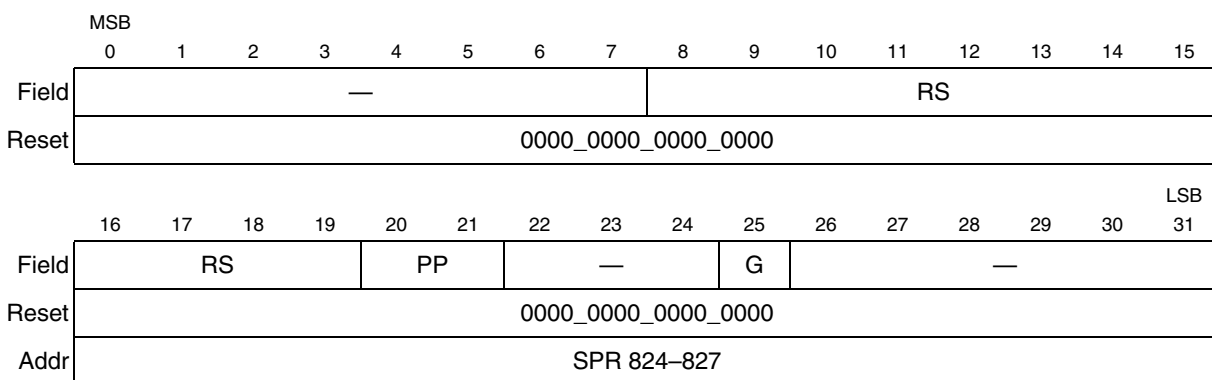 MSB
0 1 2 3 4 5 6 7 8 9 10 11 12 13 14 15
Field — RS
Reset 0000_0000_0000_0000
LSB
16 17 18 19 20 21 22 23 24 25 26 27 28 29 30 31
Field RS PP — G —
Reset 0000_0000_0000_0000
Addr SPR 824–827